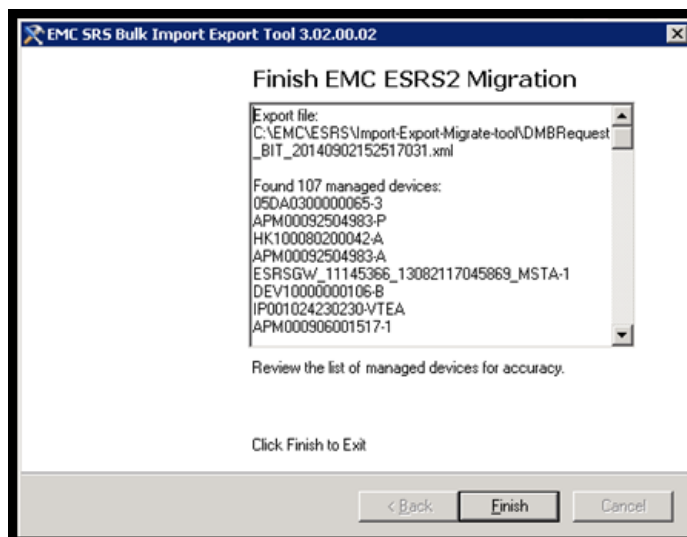 EMC SRS Bulk Import Export Tool 3.02.00.02
Finish EMC ESRS2 Migration
Export file:
C:\EMC\ESRS\Import-Export-Migrate-tool\DMBRequest
_BIT_20140902152517031.xml
Found 107 managed devices:
05DA0300000065-3
APM00092504983-P
HK100080200042-A
APM00092504983-A
ESRSGW_11145366_13082117045869_MSTA-1
DEV10000000106-B
IP001024230230-VTEA
APM000906001517-1
Review the list of managed devices for accuracy.
Click Finish to Exit
< Back
Finish
Cancel